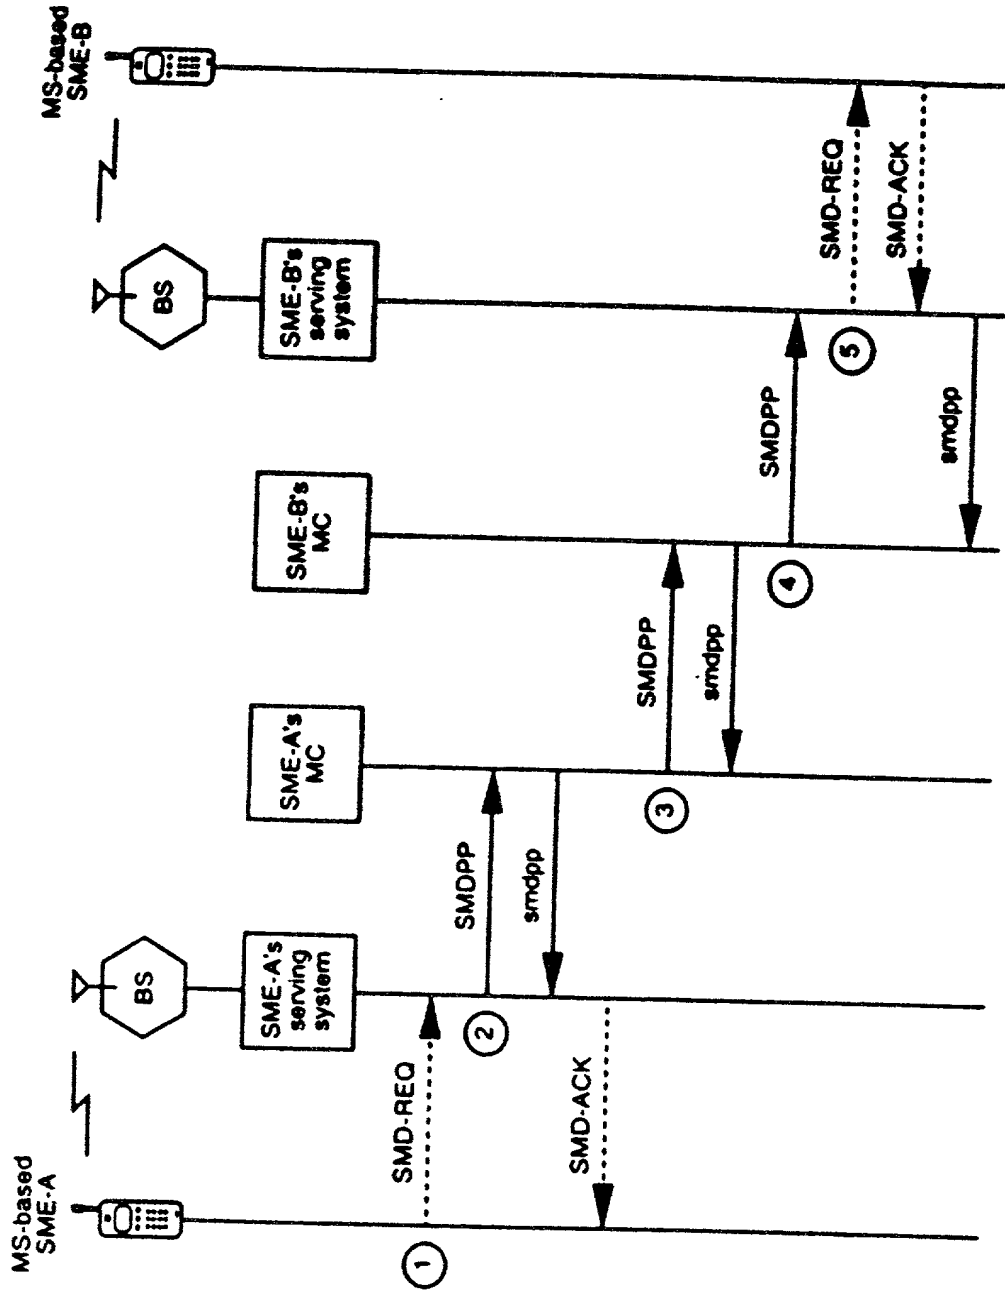 MS-based
SME-A
BS
SME-A's
serving
system
SME-A's
MC
SME-B's
MC
BS
SME-B's
serving
system
MS-based
SME-B
1
SMD-REQ
2
SMDPP
smdpp
SMD-ACK
3
SMDPP
smdpp
4
SMDPP
5
SMD-REQ
SMD-ACK
smdpp